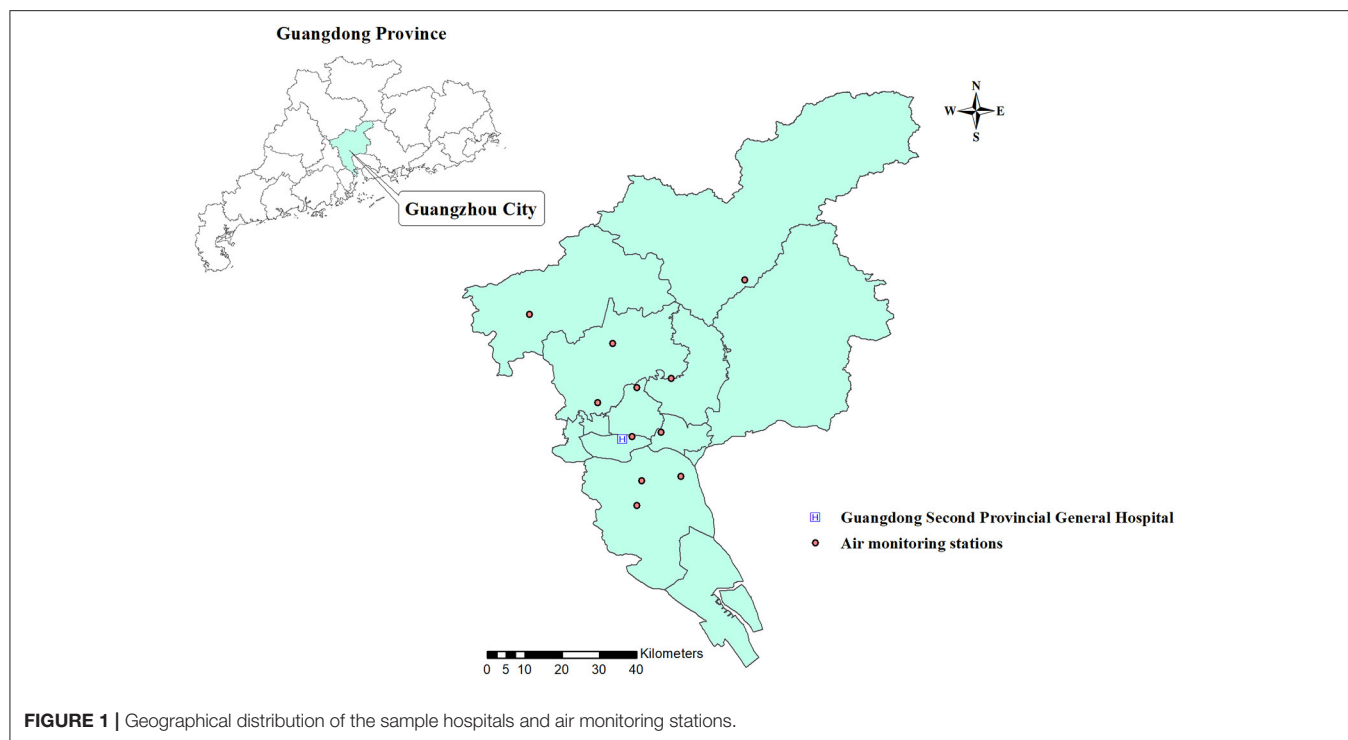 Guangdong Province
Guangzhou City
N
W E
S
H
H Guangdong Second Provincial General Hospital
Air monitoring stations
Kilometers
0 5 10 20 30 40
FIGURE 1 | Geographical distribution of the sample hospitals and air monitoring stations.